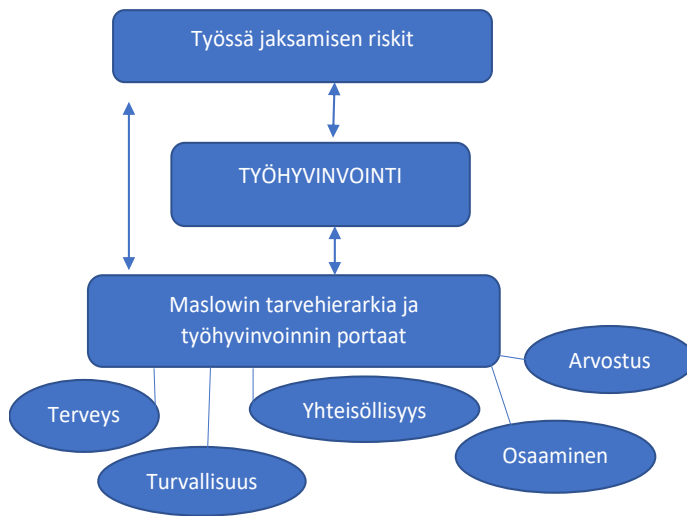 Työssä jaksamisen riskit
TYÖHYVINVOINTI
Maslowin tarvehierarkia ja
työhyvinvoinnin portaat
Arvostus
Terveys
Yhteisöllisyys
Osaaminen
Turvallisuus